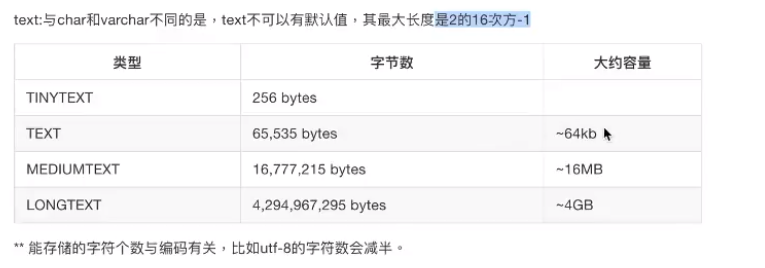 text:与char和varchar不同的是，text不可以有默认值，其最大长度是2的16次方-1
类型 字节数 大约容量
TINYTEXT 256 bytes
TEXT 65,535 bytes ~64kb
MEDIUMTEXT 16,777,215 bytes ~16MB
LONGTEXT 4,294,967,295 bytes ~4GB
** 能存储的字符个数与编码有关，比如utf-8的字符数会减半。